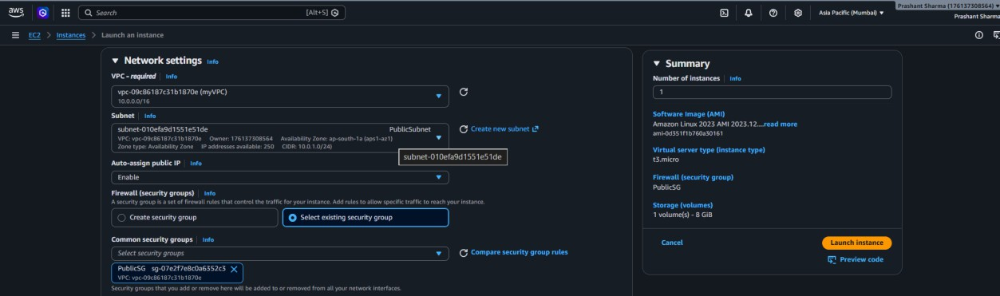 aws
Search [Alt+S]
Asia Pacific (Mumbai)
Prashant Sharma (176137308564)
Prashant Sharma
EC2 > Instances > Launch an instance
Network settings Info
VPC - required Info
vpc-09c86187c31b1870e (myVPC)
10.0.0.0/16
Subnet Info
subnet-010efa9d1551e51de PublicSubnet
VPC: vpc-09c86187c31b1870e Owner: 176137308564 Availability Zone: ap-south-1a (aps1-az1)
Zone type: Availability Zone IP addresses available: 250 CIDR: 10.0.1.0/24)
Create new subnet
subnet-010efa9d1551e51de
Auto-assign public IP Info
Enable
Firewall (security groups) Info
A security group is a set of firewall rules that control the traffic for your instance. Add rules to allow specific traffic to reach your instance.
Create security group
Select existing security group
Common security groups Info
Select security groups
Compare security group rules
PublicSG sg-07e2f7e8c0a6352c3
VPC: vpc-09c86187c31b1870e
Security groups that you add or remove here will be added to or removed from all your network interfaces.
Summary
Number of instances Info
1
Software Image (AMI)
Amazon Linux 2023 AMI 2023.12....read more
ami-0d351f1b760a30161
Virtual server type (instance type)
t3.micro
Firewall (security group)
PublicSG
Storage (volumes)
1 volume(s) - 8 GiB
Cancel
Launch instance
Preview code